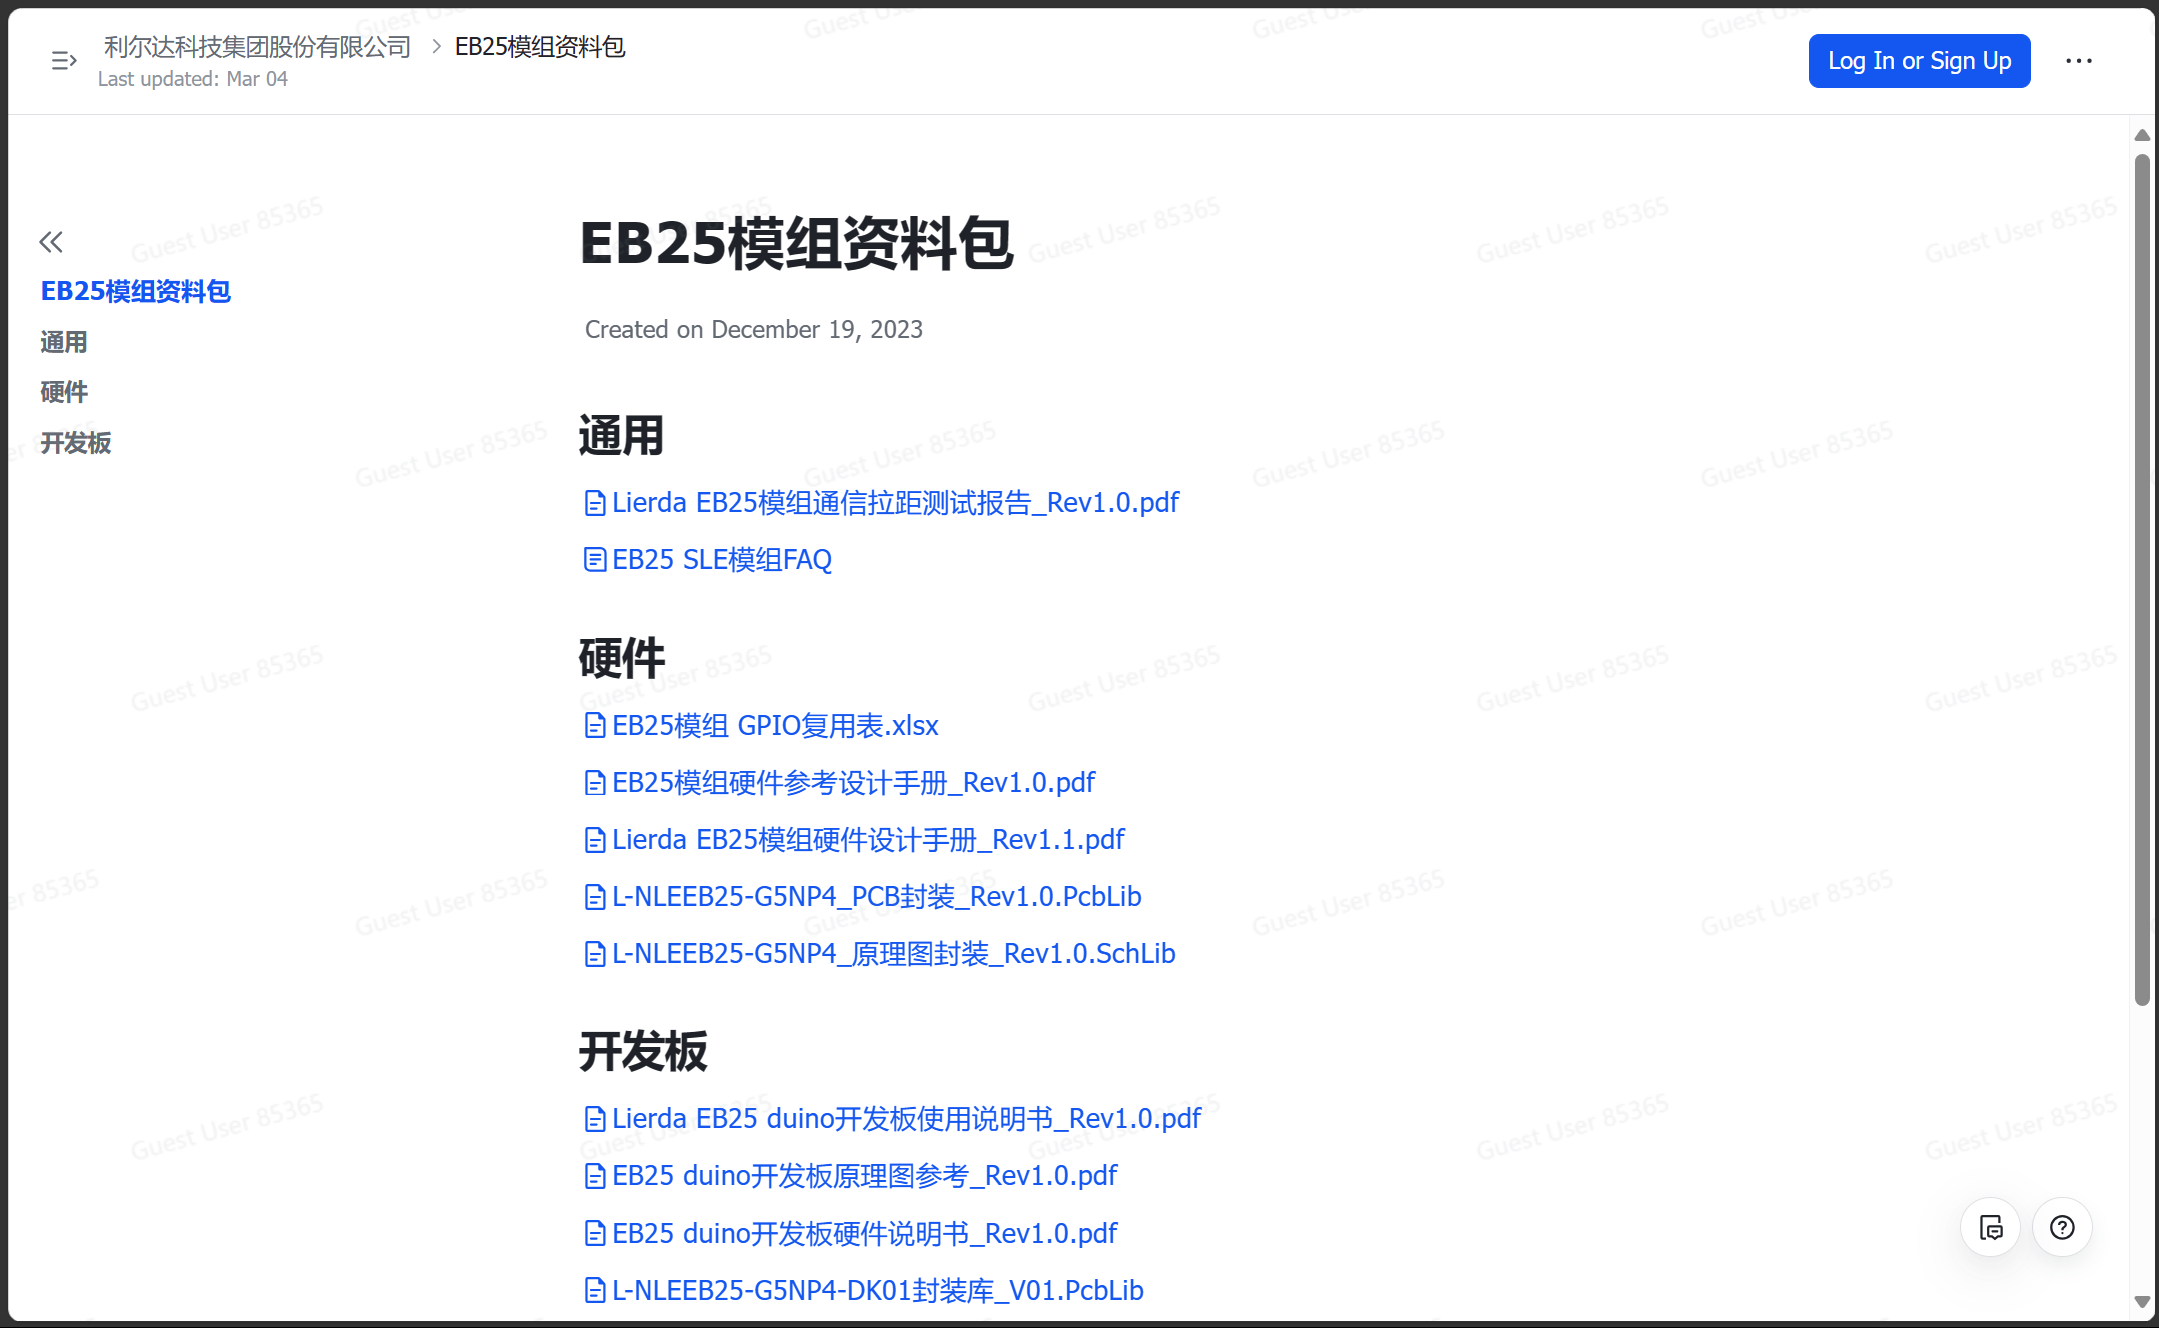 利尔达科技集团股份有限公司 > EB25模组资料包
Last updated: Mar 04
Log In or Sign Up
EB25模组资料包
通用
硬件
开发板
EB25模组资料包
Created on December 19, 2023
通用
Lierda EB25模组通信拉距测试报告_Rev1.0.pdf
EB25 SLE模组FAQ
硬件
EB25模组 GPIO复用表.xlsx
EB25模组硬件参考设计手册_Rev1.0.pdf
Lierda EB25模组硬件设计手册_Rev1.1.pdf
L-NLEEB25-G5NP4_PCB封装_Rev1.0.PcbLib
L-NLEEB25-G5NP4_原理图封装_Rev1.0.SchLib
开发板
Lierda EB25 duino开发板使用说明书_Rev1.0.pdf
EB25 duino开发板原理图参考_Rev1.0.pdf
EB25 duino开发板硬件说明书_Rev1.0.pdf
L-NLEEB25-G5NP4-DK01封装库_V01.PcbLib
Guest User 85365